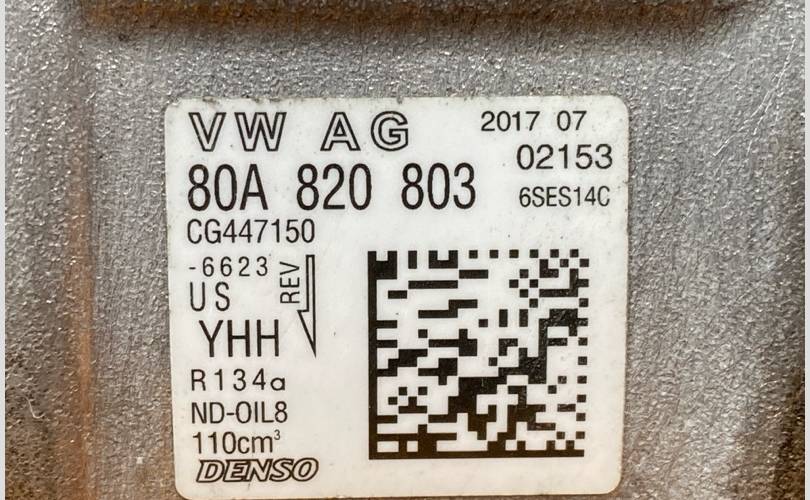 VW AG 2017 07
02153
80A 820 803 6SES14C
CG447150
-6623 REV
US
YHH
R134a
ND-OIL8
110cm³
DENSO